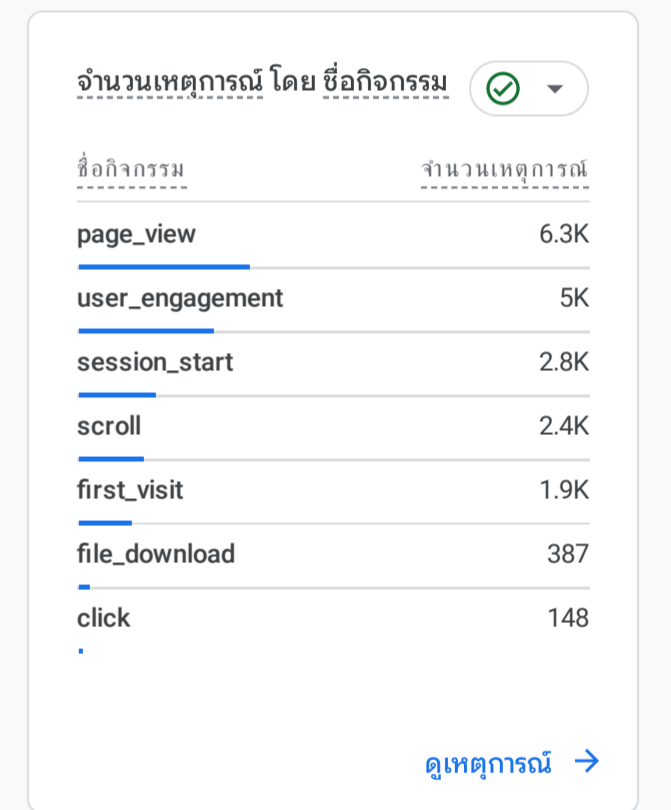 จำนวนเหตุการณ์ โดย ชื่อกิจกรรม
ชื่อกิจกรรม จำนวนเหตุการณ์
page_view 6.3K
user_engagement 5K
session_start 2.8K
scroll 2.4K
first_visit 1.9K
file_download 387
click 148
ดูเหตุการณ์